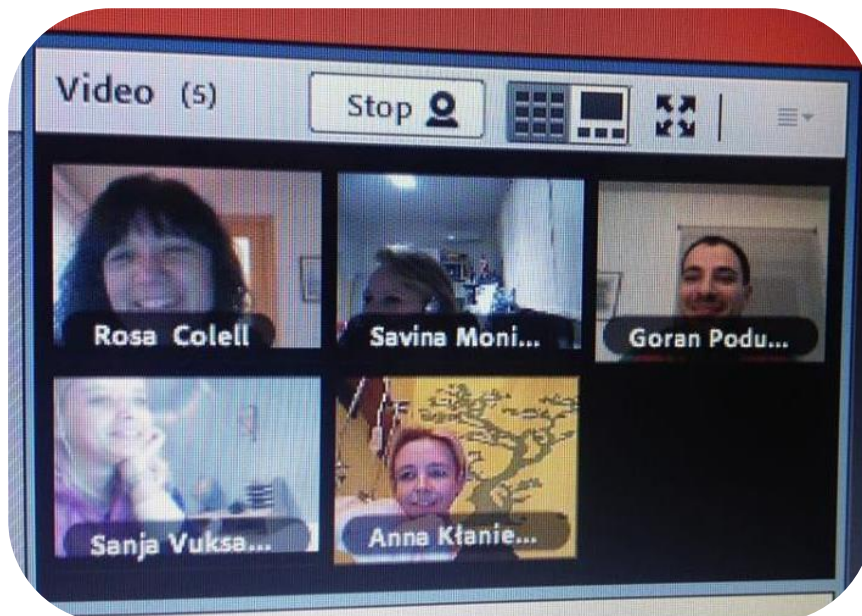 Video (5)
Stop
Rosa Colell
Savina Moni...
Goran Podu...
Sanja Vuksa...
Anna Kłanie...